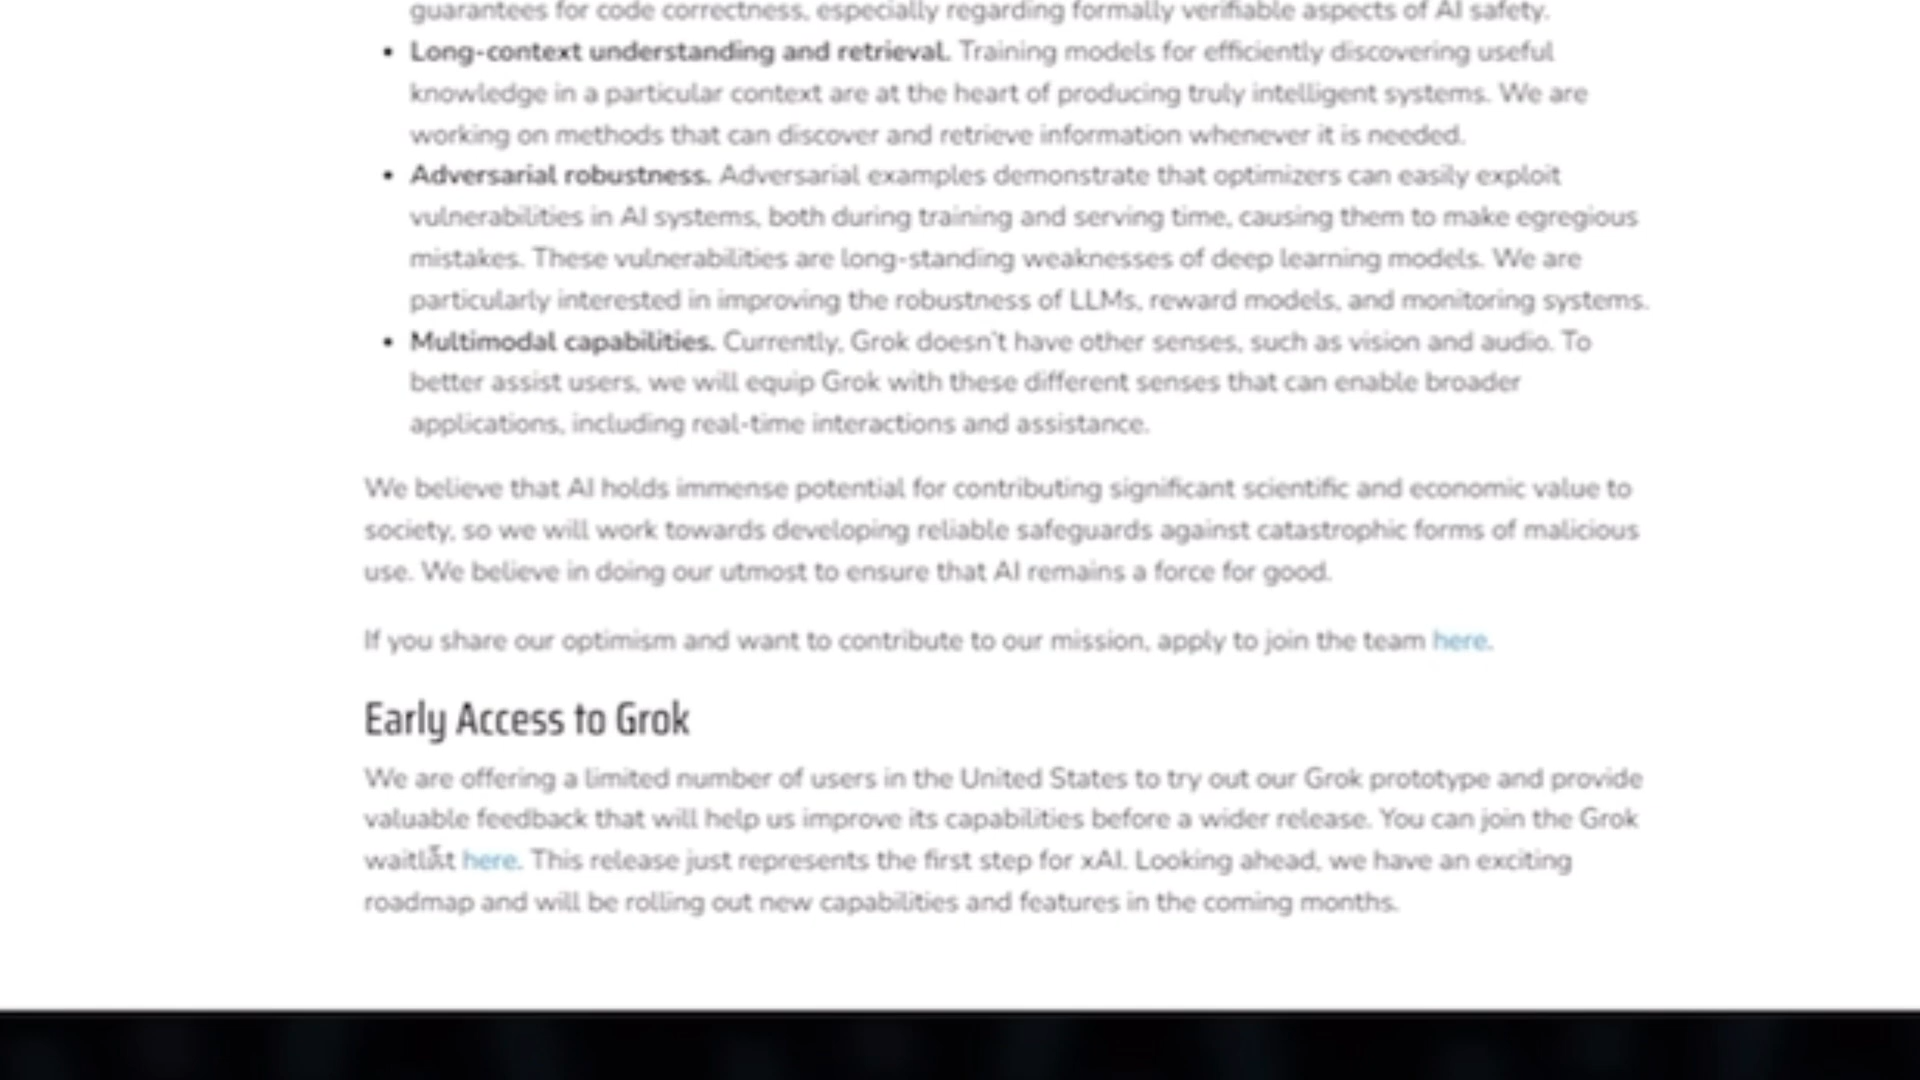 guarantees for code correctness, especially regarding formally verifiable aspects of AI safety.
• Long-context understanding and retrieval. Training models for efficiently discovering useful
knowledge in a particular context are at the heart of producing truly intelligent systems. We are
working on methods that can discover and retrieve information whenever it is needed.
• Adversarial robustness. Adversarial examples demonstrate that optimizers can easily exploit
vulnerabilities in AI systems, both during training and serving time, causing them to make egregious
mistakes. These vulnerabilities are long-standing weaknesses of deep learning models. We are
particularly interested in improving the robustness of LLMs, reward models, and monitoring systems.
• Multimodal capabilities. Currently, Grok doesn't have other senses, such as vision and audio. To
better assist users, we will equip Grok with these different senses that can enable broader
applications, including real-time interactions and assistance.
We believe that AI holds immense potential for contributing significant scientific and economic value to
society, so we will work towards developing reliable safeguards against catastrophic forms of malicious
use. We believe in doing our utmost to ensure that AI remains a force for good.
If you share our optimism and want to contribute to our mission, apply to join the team here.
Early Access to Grok
We are offering a limited number of users in the United States to try out our Grok prototype and provide
valuable feedback that will help us improve its capabilities before a wider release. You can join the Grok
waitlist here. This release just represents the first step for xAI. Looking ahead, we have an exciting
roadmap and will be rolling out new capabilities and features in the coming months.